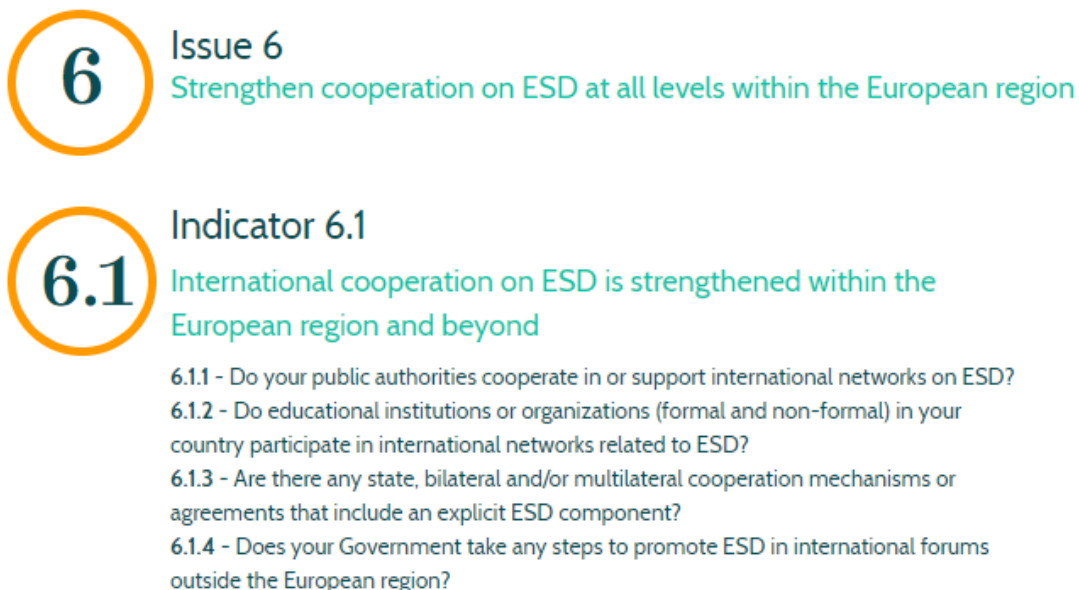 6
Issue 6
Strengthen cooperation on ESD at all levels within the European region
6.1
Indicator 6.1
International cooperation on ESD is strengthened within the
European region and beyond
6.1.1 - Do your public authorities cooperate in or support international networks on ESD?
6.1.2 - Do educational institutions or organizations (formal and non-formal) in your
country participate in international networks related to ESD?
6.1.3 - Are there any state, bilateral and/or multilateral cooperation mechanisms or
agreements that include an explicit ESD component?
6.1.4 - Does your Government take any steps to promote ESD in international forums
outside the European region?